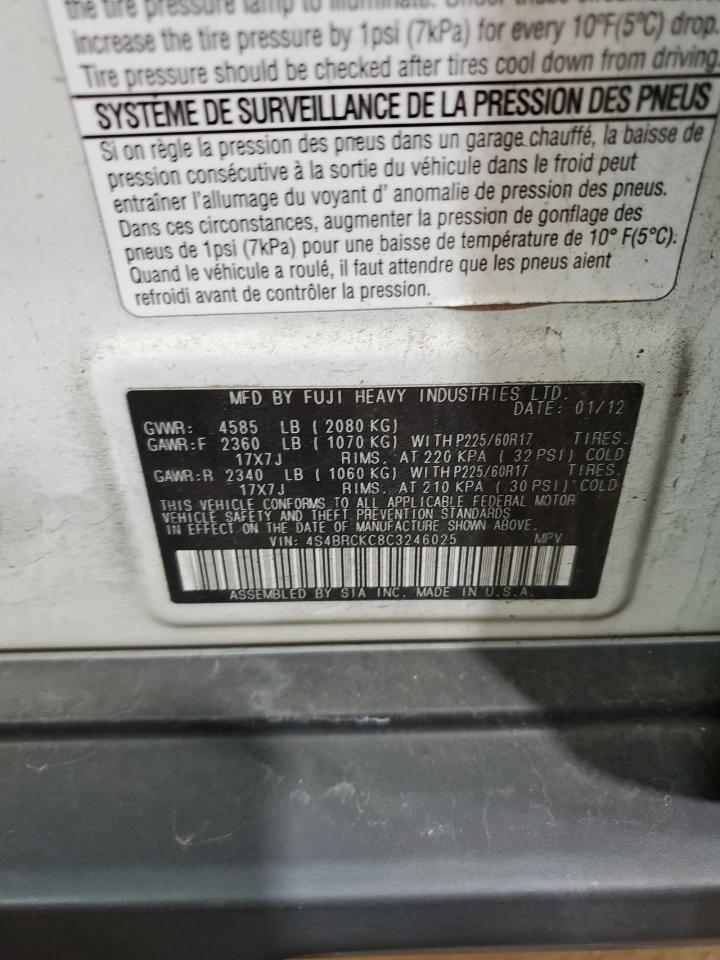 the tire pressure lamp to illuminate. Under these
increase the tire pressure by 1psi (7kPa) for every 10°F(5°C) drop.
Tire pressure should be checked after tires cool down from driving.
SYSTÈME DE SURVEILLANCE DE LA PRESSION DES PNEUS
Si on règle la pression des pneus dans un garage chauffé, la baisse de
pression consécutive à la sortie du véhicule dans le froid peut
entraîner l'allumage du voyant d' anomalie de pression des pneus.
Dans ces circonstances, augmenter la pression de gonflage des
pneus de 1psi (7kPa) pour une baisse de température de 10° F(5°C).
Quand le véhicule a roulé, il faut attendre que les pneus aient
refroidi avant de contrôler la pression.
MFD BY FUJI HEAVY INDUSTRIES LTD.
DATE: 01/12
GVWR: 4585 LB ( 2080 KG)
GAWR:F 2360 LB ( 1070 KG) WITH P225/60R17 TIRES.
17X7J RIMS. AT 220 KPA ( 32 PSI) COLD
GAWR:R 2340 LB ( 1060 KG) WITH P225/60R17 TIRES.
17X7J RIMS. AT 210 KPA ( 30 PSI) COLD
THIS VEHICLE CONFORMS TO ALL APPLICABLE FEDERAL MOTOR
VEHICLE SAFETY AND THEFT PREVENTION STANDARDS
IN EFFECT ON THE DATE OF MANUFACTURE SHOWN ABOVE.
VIN: 4S4BRCKC8C3246025 MPV
ASSEMBLED BY SIA INC. MADE IN U.S.A.